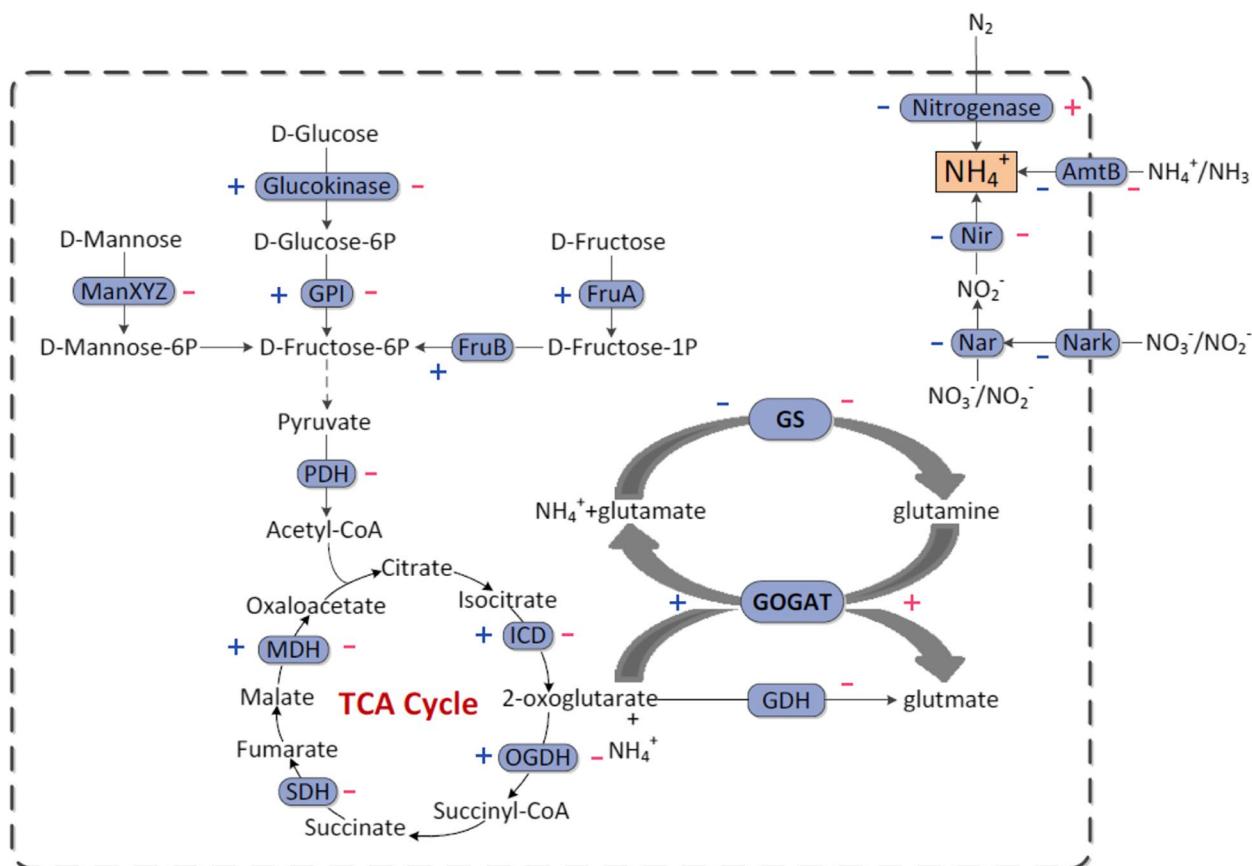 N₂
− Nitrogenase +
D-Glucose
NH₄⁺
AmtB
NH₄⁺/NH₃
− −
+ Glucokinase −
D-Mannose
D-Glucose-6P
D-Fructose
− Nir −
ManXYZ −
+ GPI −
+ FruA
NO₂⁻
D-Mannose-6P
D-Fructose-6P
FruB
+
D-Fructose-1P
− Nar
Nark
−
NO₃⁻/NO₂⁻
NO₃⁻/NO₂⁻
Pyruvate
− GS −
PDH −
NH₄⁺+glutamate
glutamine
Acetyl-CoA
Citrate
Oxaloacetate
Isocitrate
+ GOGAT +
+ MDH −
+ ICD −
Malate
TCA Cycle
2-oxoglutarate
+
NH₄⁺
GDH −
glutmate
Fumarate
+ OGDH −
SDH −
Succinyl-CoA
Succinate